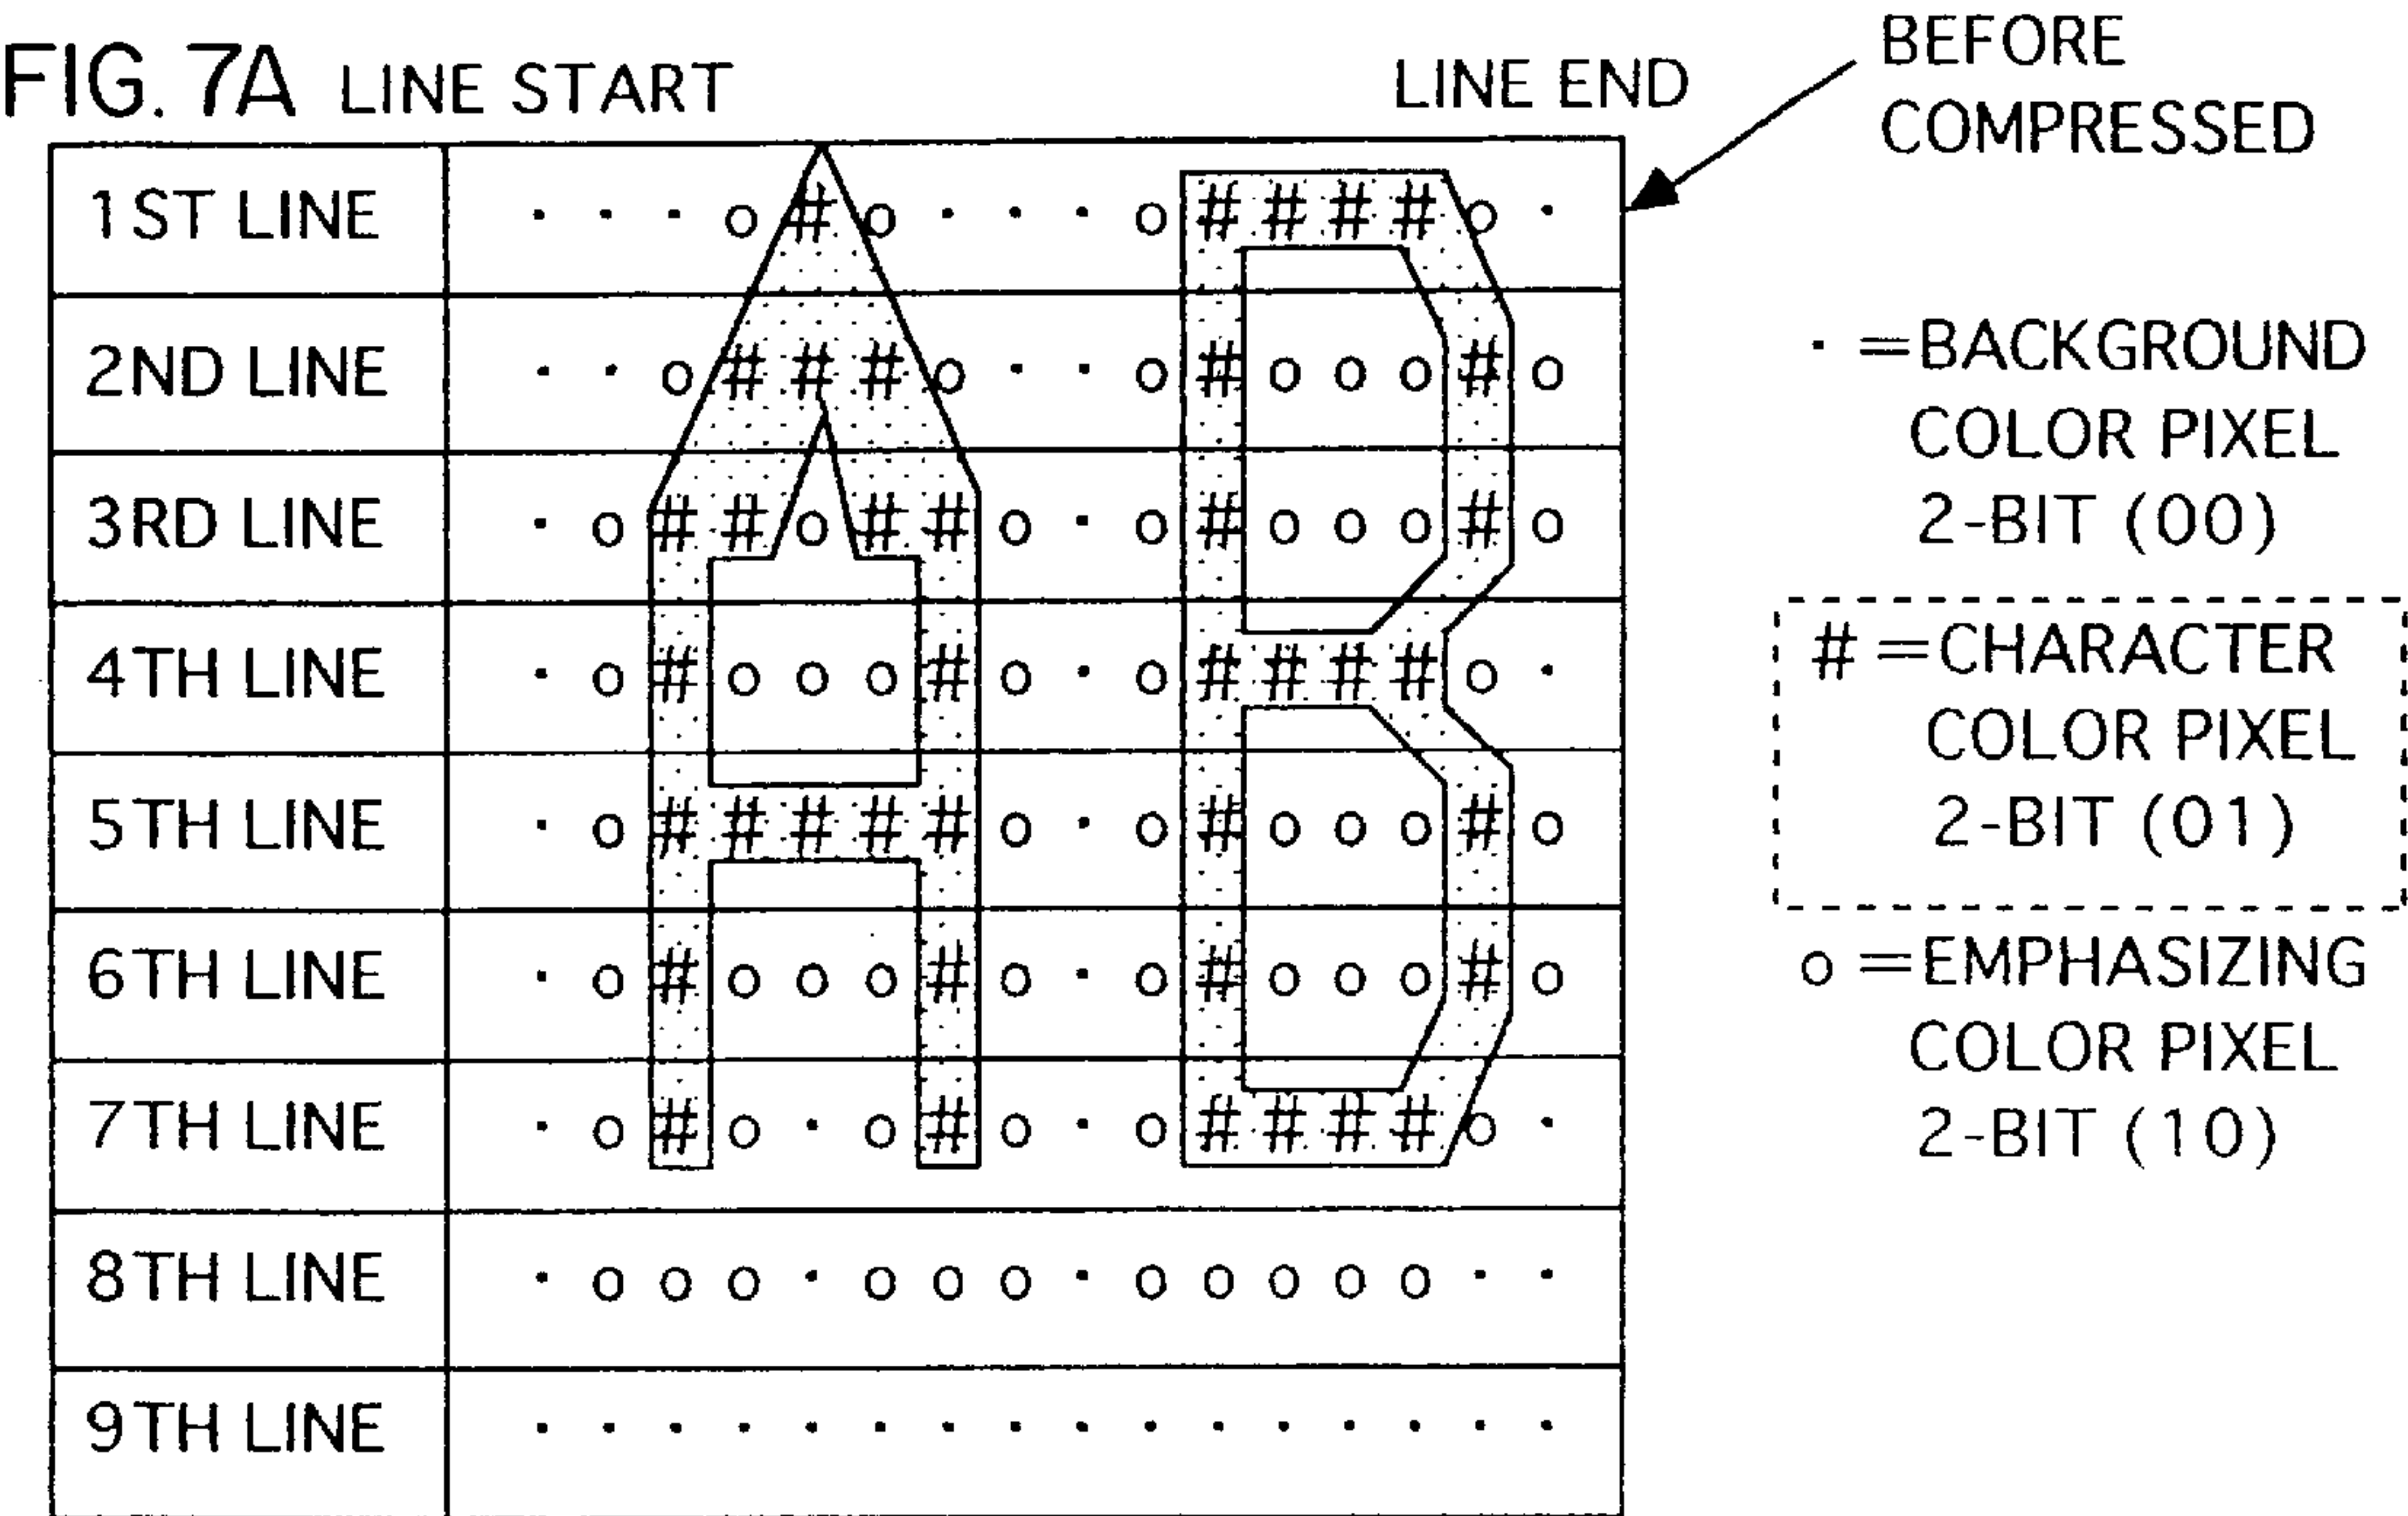 FIG. 7A LINE START LINE END BEFORE COMPRESSED
1ST LINE · · · o # o · · · o # # # # o ·
2ND LINE · · o # # # o · · o # o o o # o
3RD LINE · o # # o # # o · o # o o o # o
4TH LINE · o # o o o # o · o # # # # o ·
5TH LINE · o # # # # # o · o # o o o # o
6TH LINE · o # o o o # o · o # o o o # o
7TH LINE · o # o · o # o · o # # # # o ·
8TH LINE · o o o · o o o · o o o o o · ·
9TH LINE · · · · · · · · · · · · · · · ·
· =BACKGROUND
COLOR PIXEL
2-BIT (00)
# =CHARACTER
COLOR PIXEL
2-BIT (01)
o =EMPHASIZING
COLOR PIXEL
2-BIT (10)